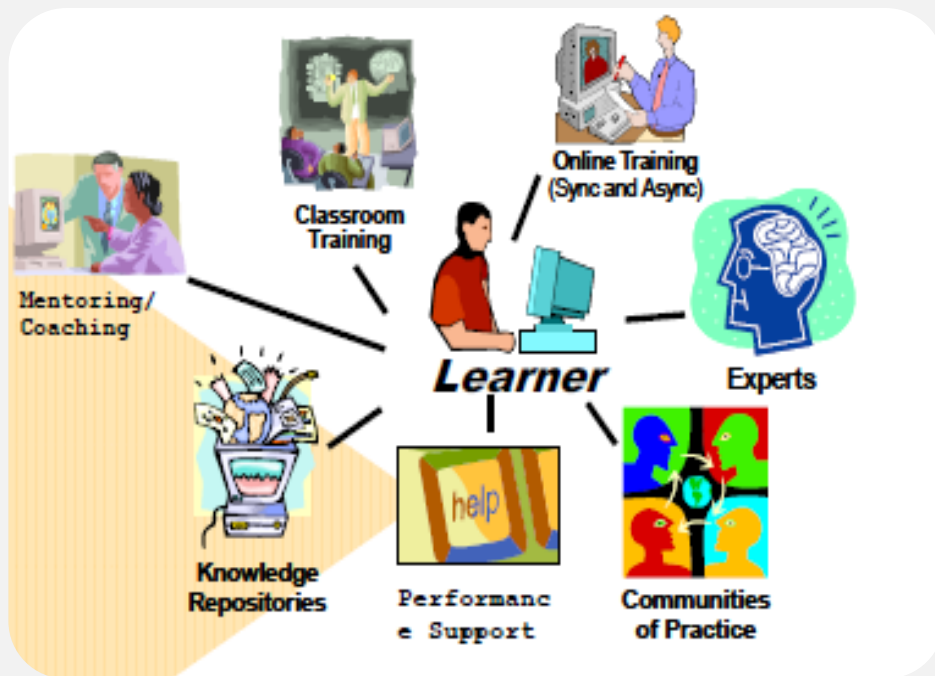 Online Training
(Sync and Async)
Classroom
Training
Mentoring/
Coaching
Learner
Experts
help
Knowledge
Repositories
Performanc
e Support
Communities
of Practice